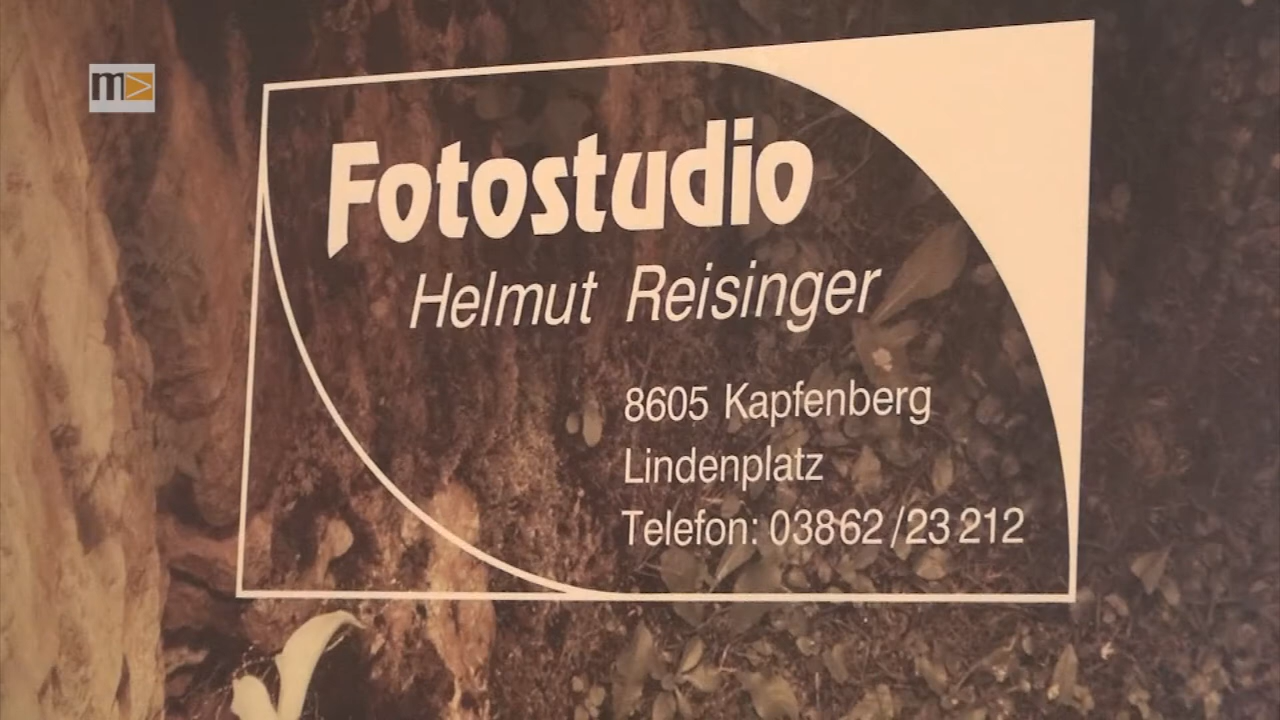 m>
Fotostudio
Helmut Reisinger
8605 Kapfenberg
Lindenplatz
Telefon: 03862/23 212